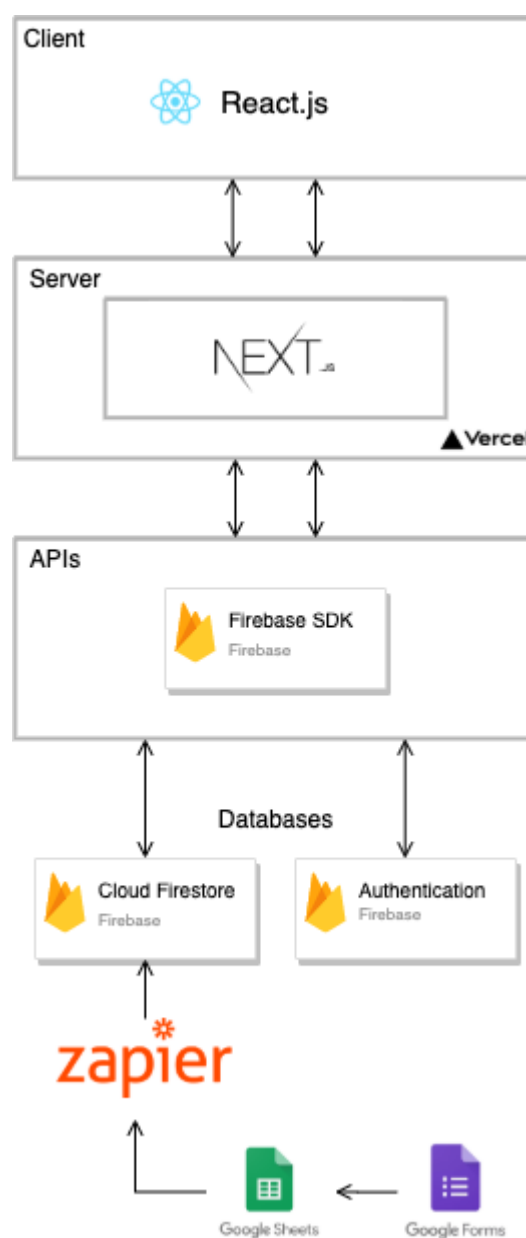 Client
React.js
Server
NEXT.JS
Vercel
APIs
Firebase SDK
Firebase
Databases
Cloud Firestore
Firebase
Authentication
Firebase
zapier
Google Sheets
Google Forms